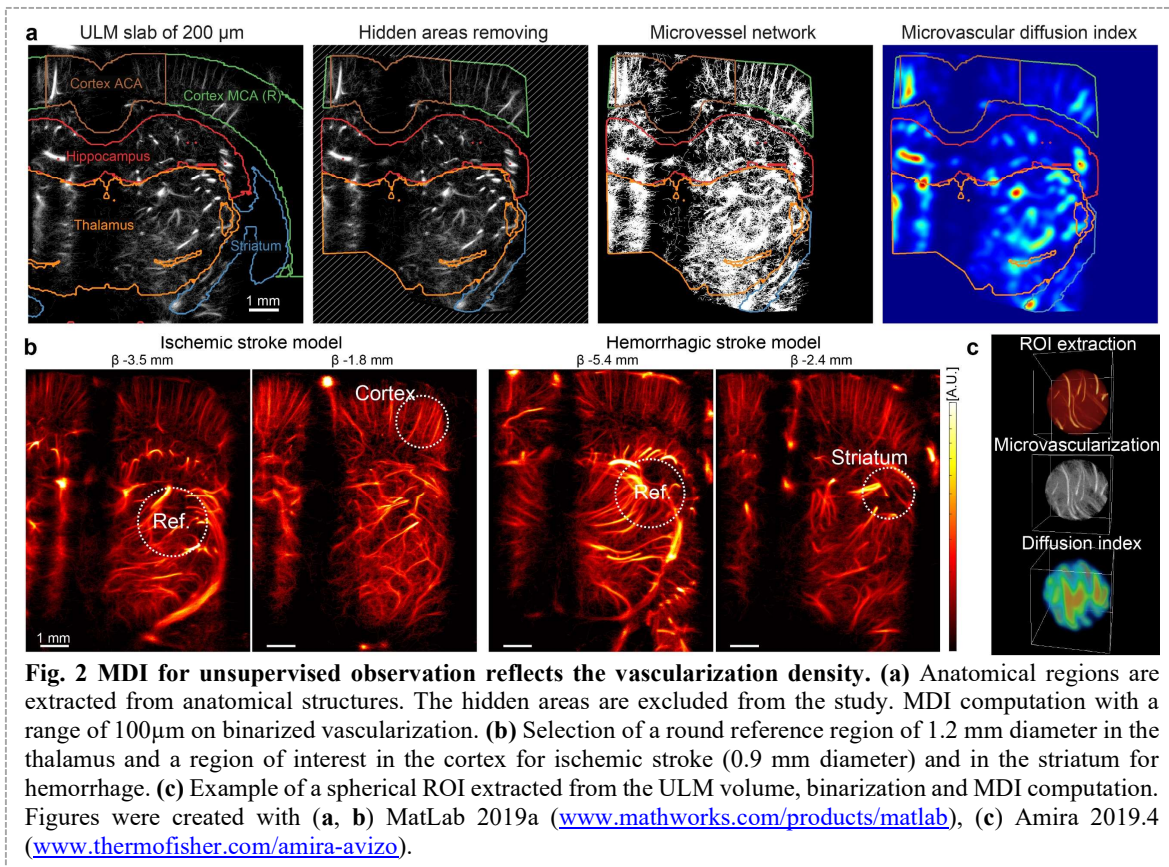 a
ULM slab of 200 µm
Hidden areas removing
Microvessel network
Microvascular diffusion index
Cortex ACA
Cortex MCA (R)
Hippocampus
Thalamus
Striatum
1 mm
b
Ischemic stroke model
Hemorrhagic stroke model
β -3.5 mm
β -1.8 mm
β -5.4 mm
β -2.4 mm
[A.U.]
Cortex
Striatum
Ref.
Ref.
1 mm
c
ROI extraction
Microvascularization
Diffusion index
Fig. 2 MDI for unsupervised observation reflects the vascularization density. (a) Anatomical regions are
extracted from anatomical structures. The hidden areas are excluded from the study. MDI computation with a
range of 100µm on binarized vascularization. (b) Selection of a round reference region of 1.2 mm diameter in the
thalamus and a region of interest in the cortex for ischemic stroke (0.9 mm diameter) and in the striatum for
hemorrhage. (c) Example of a spherical ROI extracted from the ULM volume, binarization and MDI computation.
Figures were created with (a, b) MatLab 2019a (www.mathworks.com/products/matlab), (c) Amira 2019.4
(www.thermofisher.com/amira-avizo).